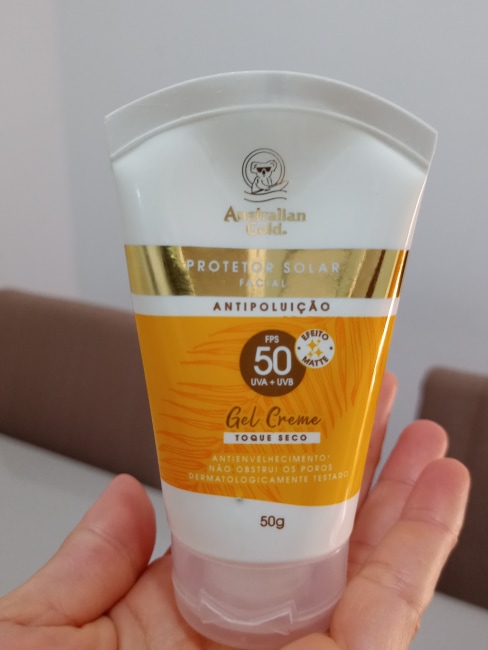 Australian
Gold®
PROTETOR SOLAR
FACIAL
ANTIPOLUIÇÃO
FPS
50
UVA + UVB
EFEITO
MATTE
Gel Creme
TOQUE SECO
ANTIENVELHECIMENTO¹
NÃO OBSTRUI OS POROS
DERMATOLOGICAMENTE TESTADO
50g